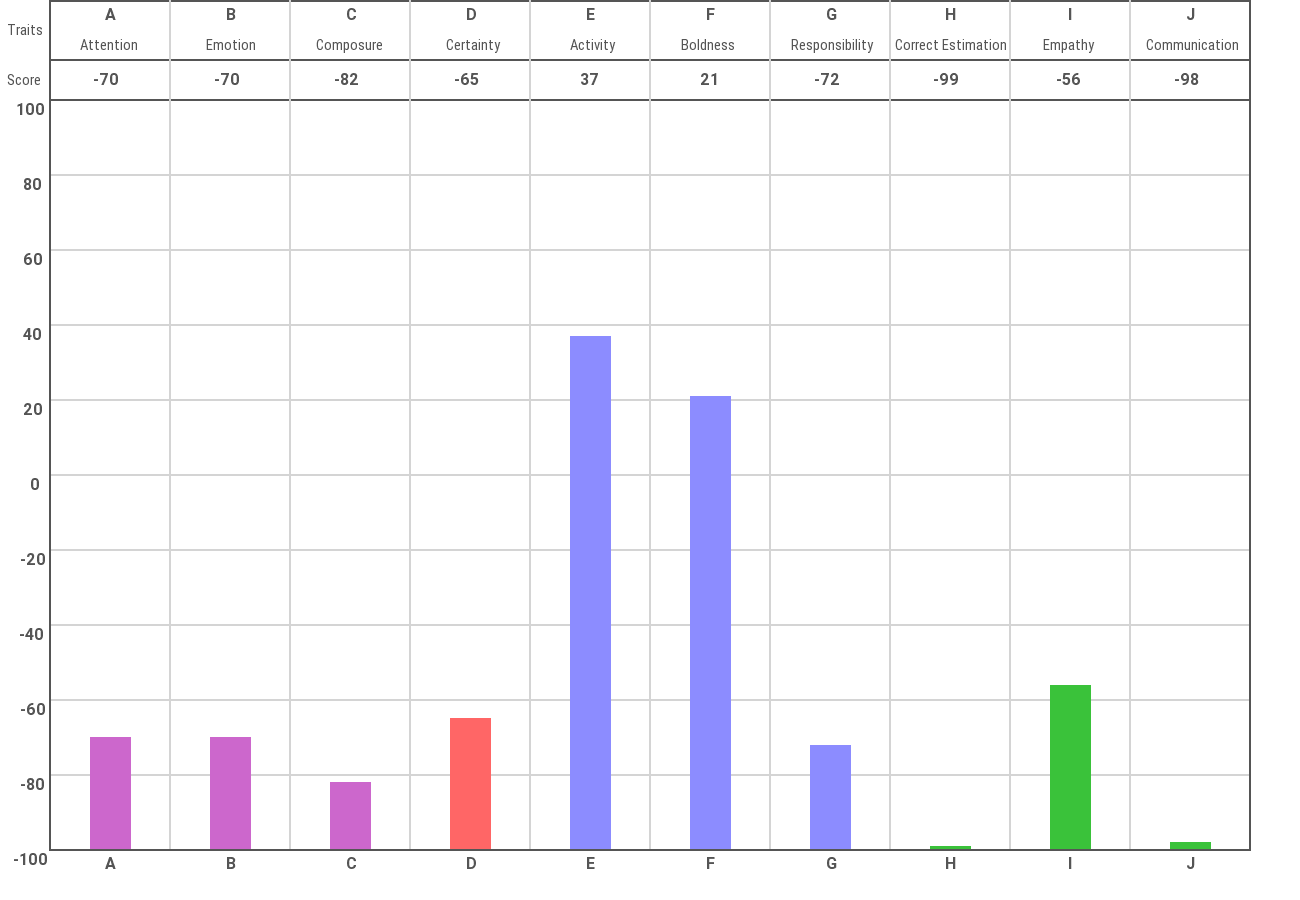 A B C D E F G H I J
Traits
Attention Emotion Composure Certainty Activity Boldness Responsibility Correct Estimation Empathy Communication
Score -70 -70 -82 -65 37 21 -72 -99 -56 -98
100
80
60
40
20
0
-20
-40
-60
-80
-100
A B C D E F G H I J